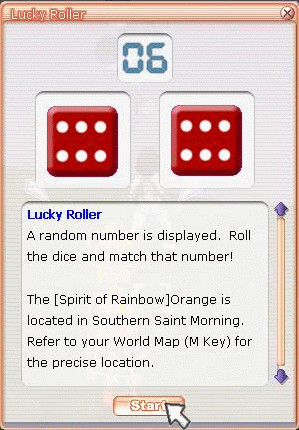 Lucky Roller
06
Lucky Roller
A random number is displayed.  Roll
the dice and match that number!
The [Spirit of Rainbow]Orange is
located in Southern Saint Morning.
Refer to your World Map (M Key) for
the precise location.
Start